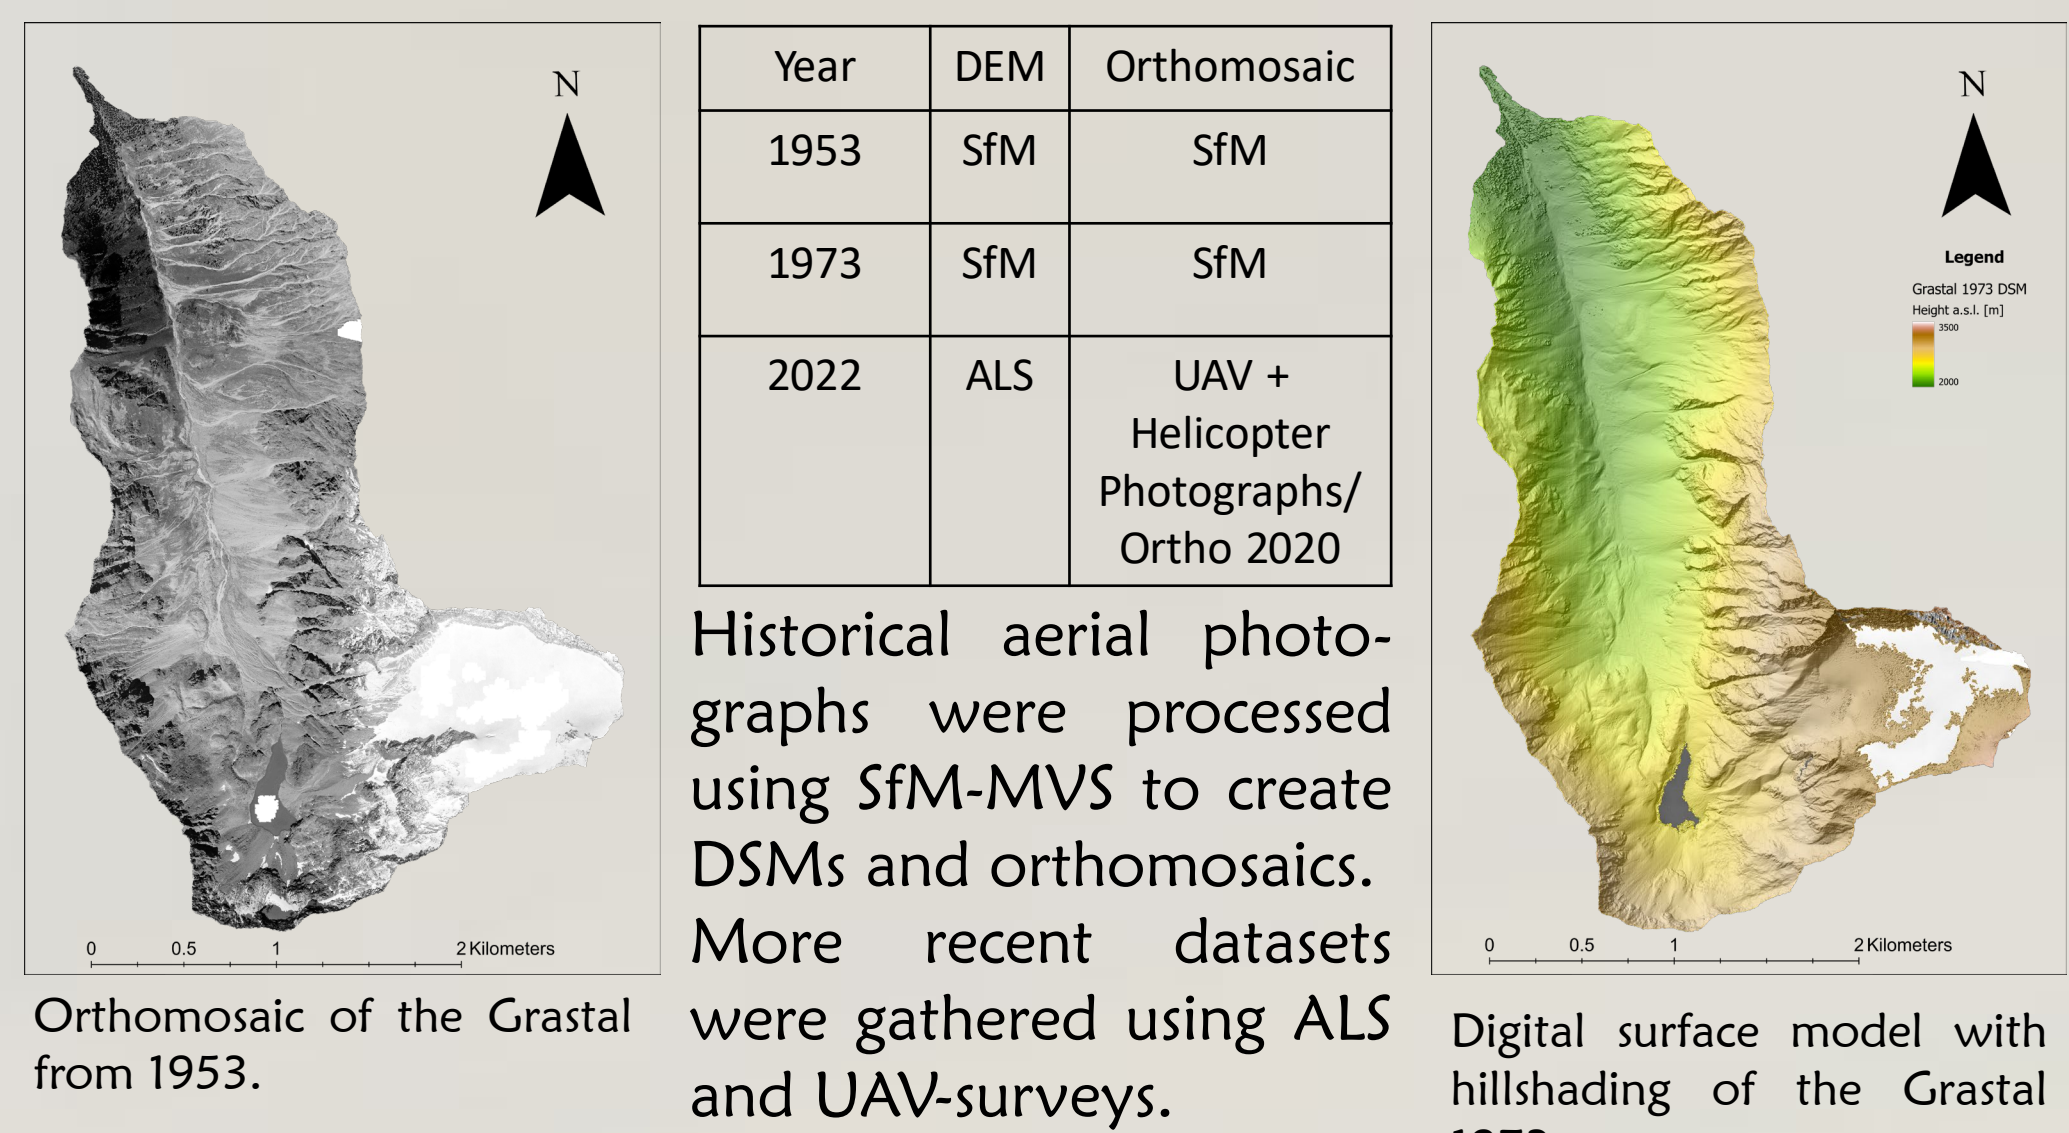 N
0 0.5 1 2 Kilometers
Orthomosaic of the Grastal
from 1953.
Year DEM Orthomosaic
1953 SfM SfM
1973 SfM SfM
2022 ALS UAV +
Helicopter
Photographs/
Ortho 2020
Historical aerial photo-
graphs were processed
using SfM-MVS to create
DSMs and orthomosaics.
More recent datasets
were gathered using ALS
and UAV-surveys.
N
Legend
Grastal 1973 DSM
Height a.s.l. [m]
3500
2000
0 0.5 1 2 Kilometers
Digital surface model with
hillshading of the Grastal